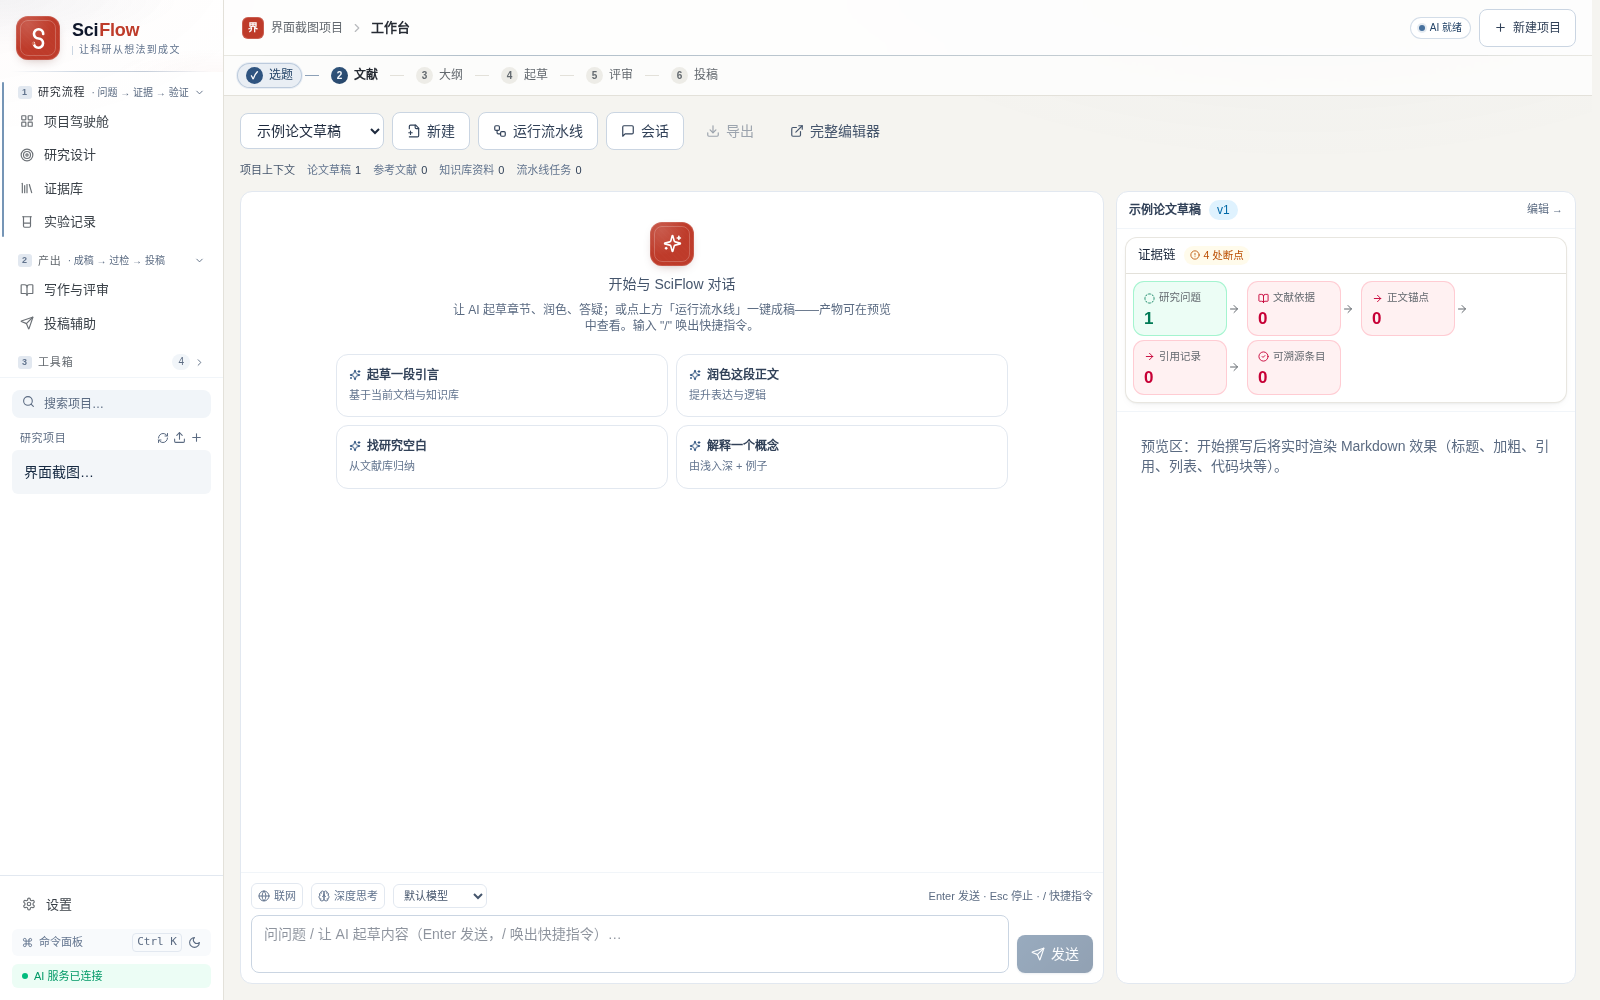 SciFlow
让科研从想法到成文
1 研究流程 · 问题 → 证据 → 验证
项目驾驶舱
研究设计
证据库
实验记录
2 产出 · 成稿 → 过检 → 投稿
写作与评审
投稿辅助
3 工具箱 4
搜索项目…
研究项目
界面截图…
设置
⌘ 命令面板 Ctrl K
AI 服务已连接
界 界面截图项目 > 工作台
AI 就绪
+ 新建项目
✓ 选题 — 2 文献 — 3 大纲 — 4 起草 — 5 评审 — 6 投稿
示例论文草稿 新建 运行流水线 会话 导出 完整编辑器
项目上下文 论文草稿 1 参考文献 0 知识库资料 0 流水线任务 0
开始与 SciFlow 对话
让 AI 起草章节、润色、答疑；或点上方「运行流水线」一键成稿——产物可在预览
中查看。输入 "/" 唤出快捷指令。
起草一段引言
基于当前文档与知识库
润色这段正文
提升表达与逻辑
找研究空白
从文献库归纳
解释一个概念
由浅入深 + 例子
联网 深度思考 默认模型
Enter 发送 · Esc 停止 · / 快捷指令
问问题 / 让 AI 起草内容（Enter 发送，/ 唤出快捷指令）…
发送
示例论文草稿 v1
编辑 →
证据链 4 处断点
研究问题
1
→
文献依据
0
→
正文锚点
0
→
引用记录
0
→
可溯源条目
0
预览区：开始撰写后将实时渲染 Markdown 效果（标题、加粗、引
用、列表、代码块等）。